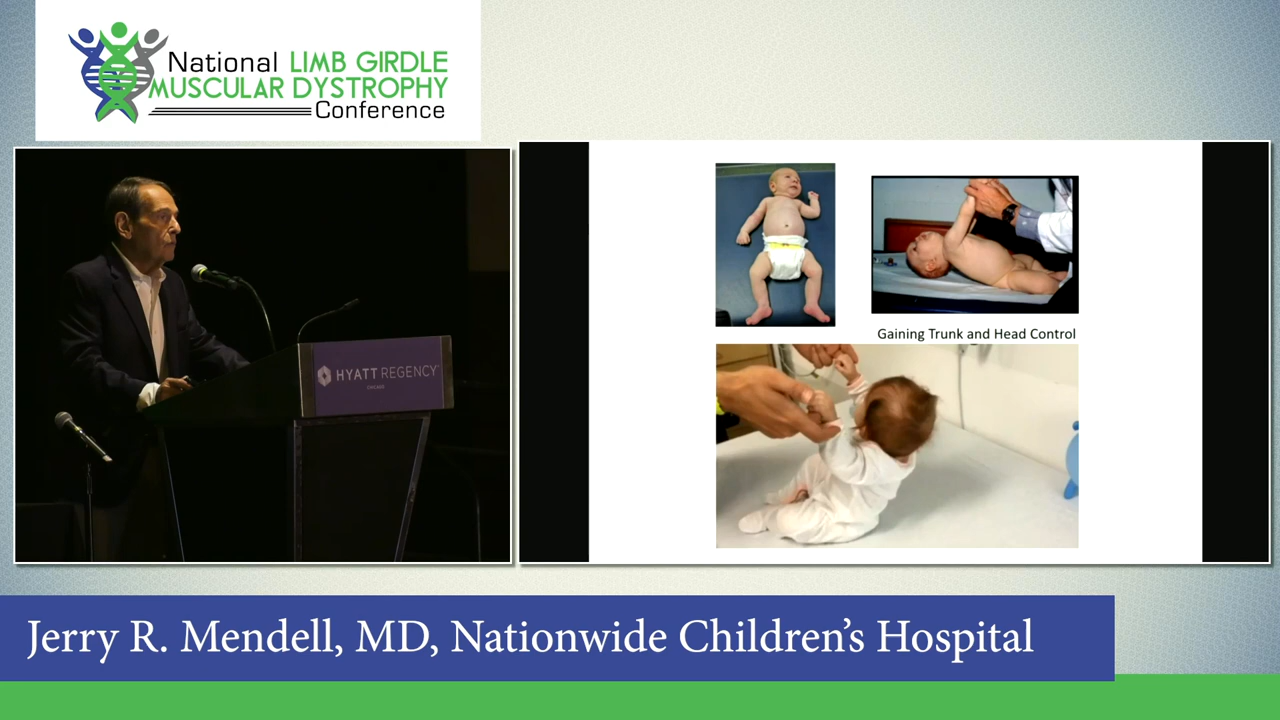 National LIMB GIRDLE
MUSCULAR DYSTROPHY
Conference
HYATT REGENCY
CHICAGO
Gaining Trunk and Head Control
Jerry R. Mendell, MD, Nationwide Children's Hospital